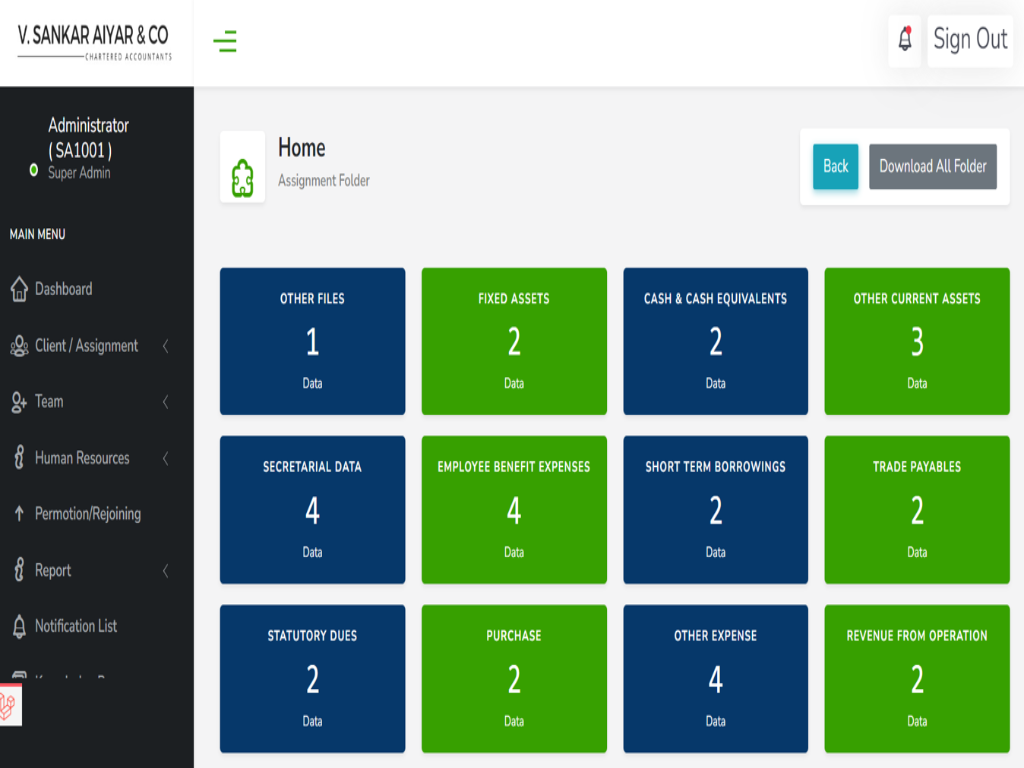 V. SANKAR AIYAR & CO
CHARTERED ACCOUNTANTS
Sign Out
Administrator
( SA1001 )
Super Admin
MAIN MENU
Dashboard
Client / Assignment
Team
Human Resources
Permotion/Rejoining
Report
Notification List
Home
Assignment Folder
Back
Download All Folder
OTHER FILES
1
Data
FIXED ASSETS
2
Data
CASH & CASH EQUIVALENTS
2
Data
OTHER CURRENT ASSETS
3
Data
SECRETARIAL DATA
4
Data
EMPLOYEE BENEFIT EXPENSES
4
Data
SHORT TERM BORROWINGS
2
Data
TRADE PAYABLES
2
Data
STATUTORY DUES
2
Data
PURCHASE
2
Data
OTHER EXPENSE
4
Data
REVENUE FROM OPERATION
2
Data